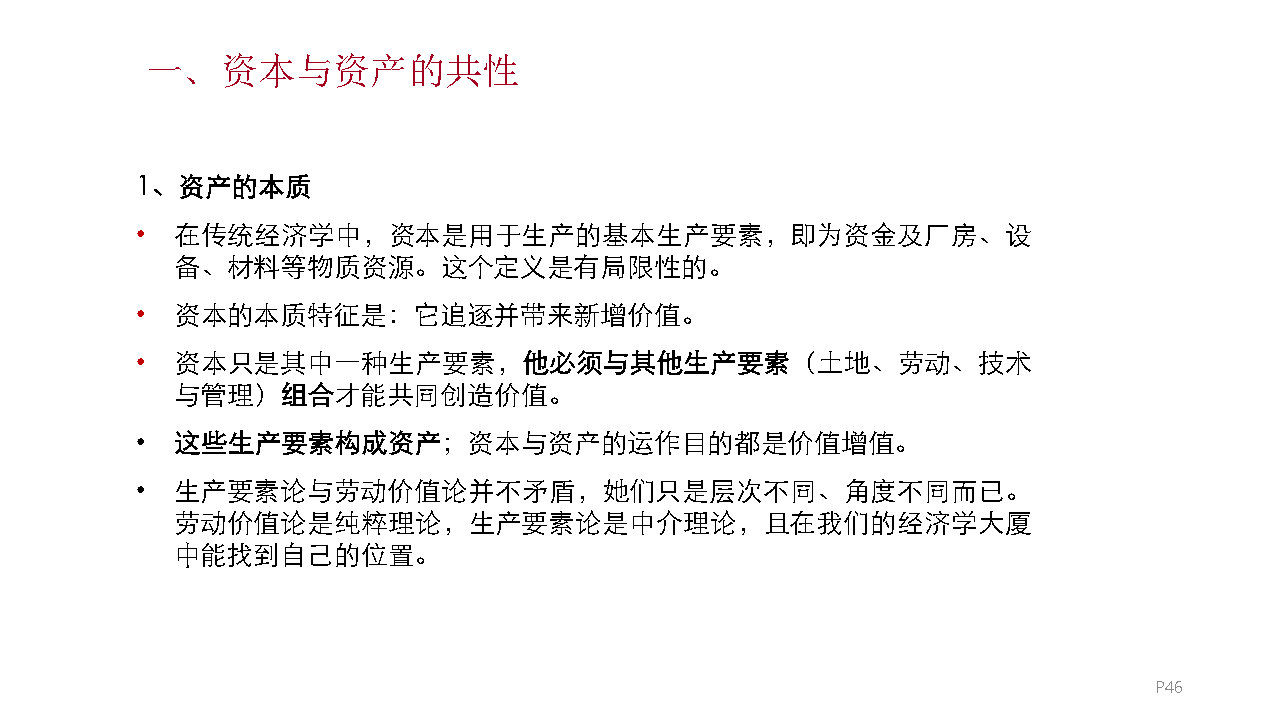 一、资本与资产的共性
1、资产的本质
• 在传统经济学中，资本是用于生产的基本生产要素，即为资金及厂房、设
备、材料等物质资源。这个定义是有局限性的。
• 资本的本质特征是：它追逐并带来新增价值。
• 资本只是其中一种生产要素，他必须与其他生产要素（土地、劳动、技术
与管理）组合才能共同创造价值。
• 这些生产要素构成资产；资本与资产的运作目的都是价值增值。
• 生产要素论与劳动价值论并不矛盾，她们只是层次不同、角度不同而已。
劳动价值论是纯粹理论，生产要素论是中介理论，且在我们的经济学大厦
中能找到自己的位置。
P46